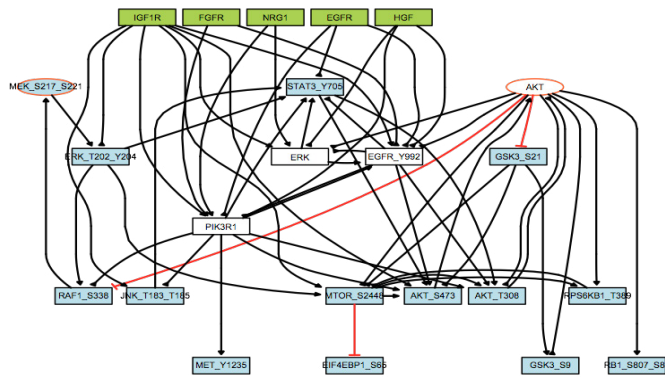 IGF1R
FGFR
NRG1
EGFR
HGF
MEK_S217_S221
STAT3_Y705
AKT
ERK_T202_Y204
ERK
EGFR_Y992
GSK3_S21
PIK3R1
RAF1_S338
JNK_T183_T185
MTOR_S2448
AKT_S473
AKT_T308
RPS6KB1_T389
MET_Y1235
EIF4EBP1_S65
GSK3_S9
RB1_S807_S8